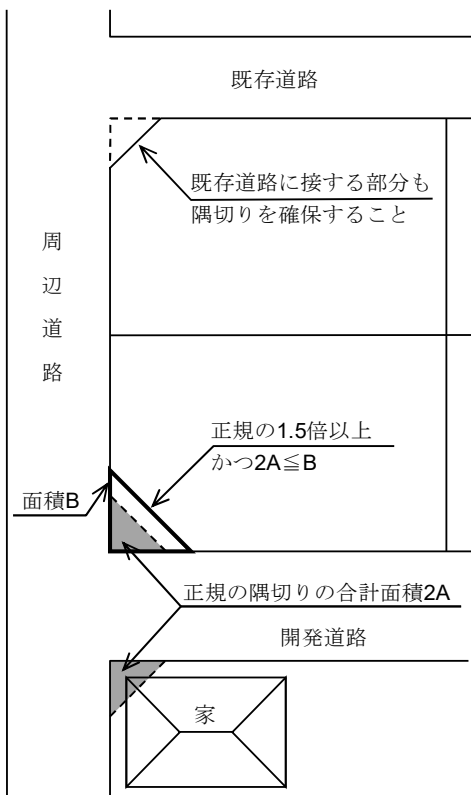 既存道路
既存道路に接する部分も
隅切りを確保すること
周辺道路
正規の1.5倍以上
かつ2A≦B
面積B
正規の隅切りの合計面積2A
開発道路
家